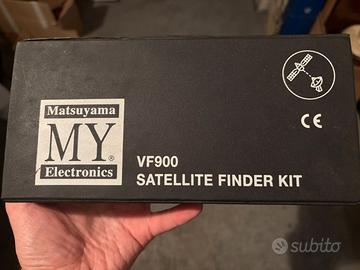 Matsuyama
MY®
Electronics
VF900
SATELLITE FINDER KIT
CE
subito